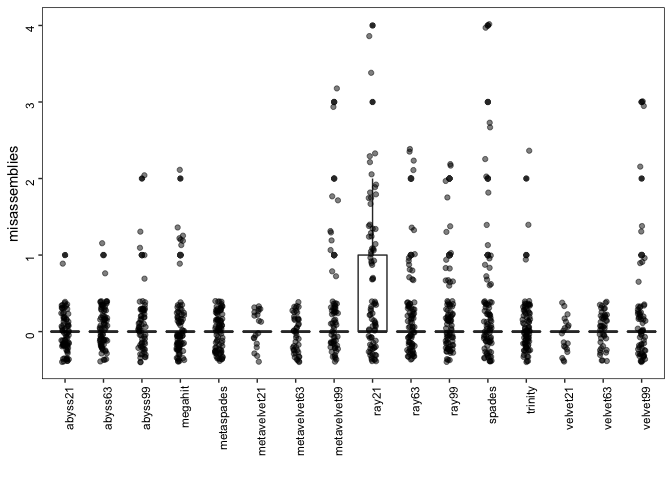 misassemblies
4
3
2
1
0
abyss21
abyss63
abyss99
megahit
metaspades
metavelvet21
metavelvet63
metavelvet99
ray21
ray63
ray99
spades
trinity
velvet21
velvet63
velvet99